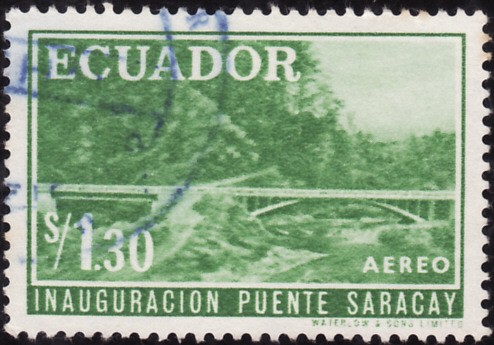 ECUADOR
S/1.30
AEREO
INAUGURACION PUENTE SARACAY
WATERLOW & SONS LIMITED